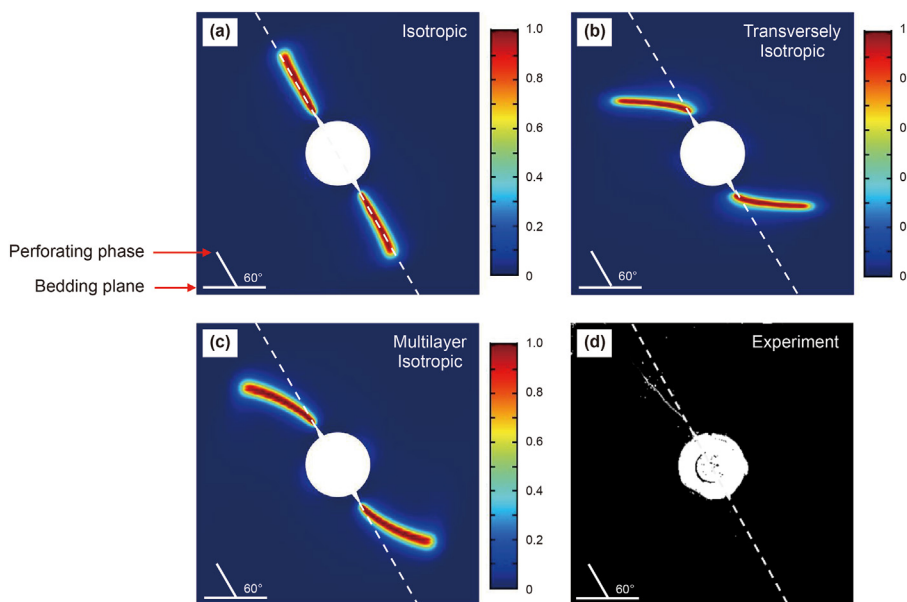 (a)
Isotropic
1.0
0.8
0.6
0.4
0.2
0
Perforating phase
60°
Bedding plane
(b)
Transversely
Isotropic
1
0
0
0
0
0
60°
(c)
Multilayer
Isotropic
1.0
0.8
0.6
0.4
0.2
0
60°
(d)
Experiment
60°